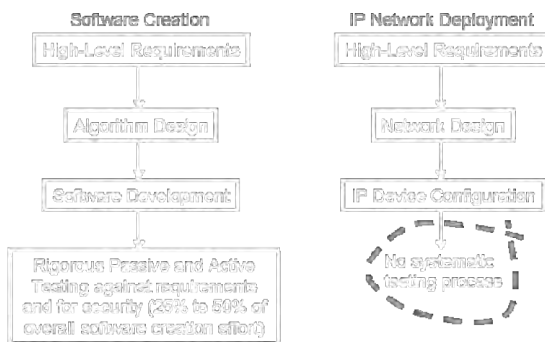 Software Creation
High-Level Requirements
Algorithm Design
Software Development
Rigorous Passive and Active
Testing against requirements
and for security (25% to 50% of
overall software creation effort)
IP Network Deployment
High-Level Requirements
Network Design
IP Device Configuration
No systematic
testing process